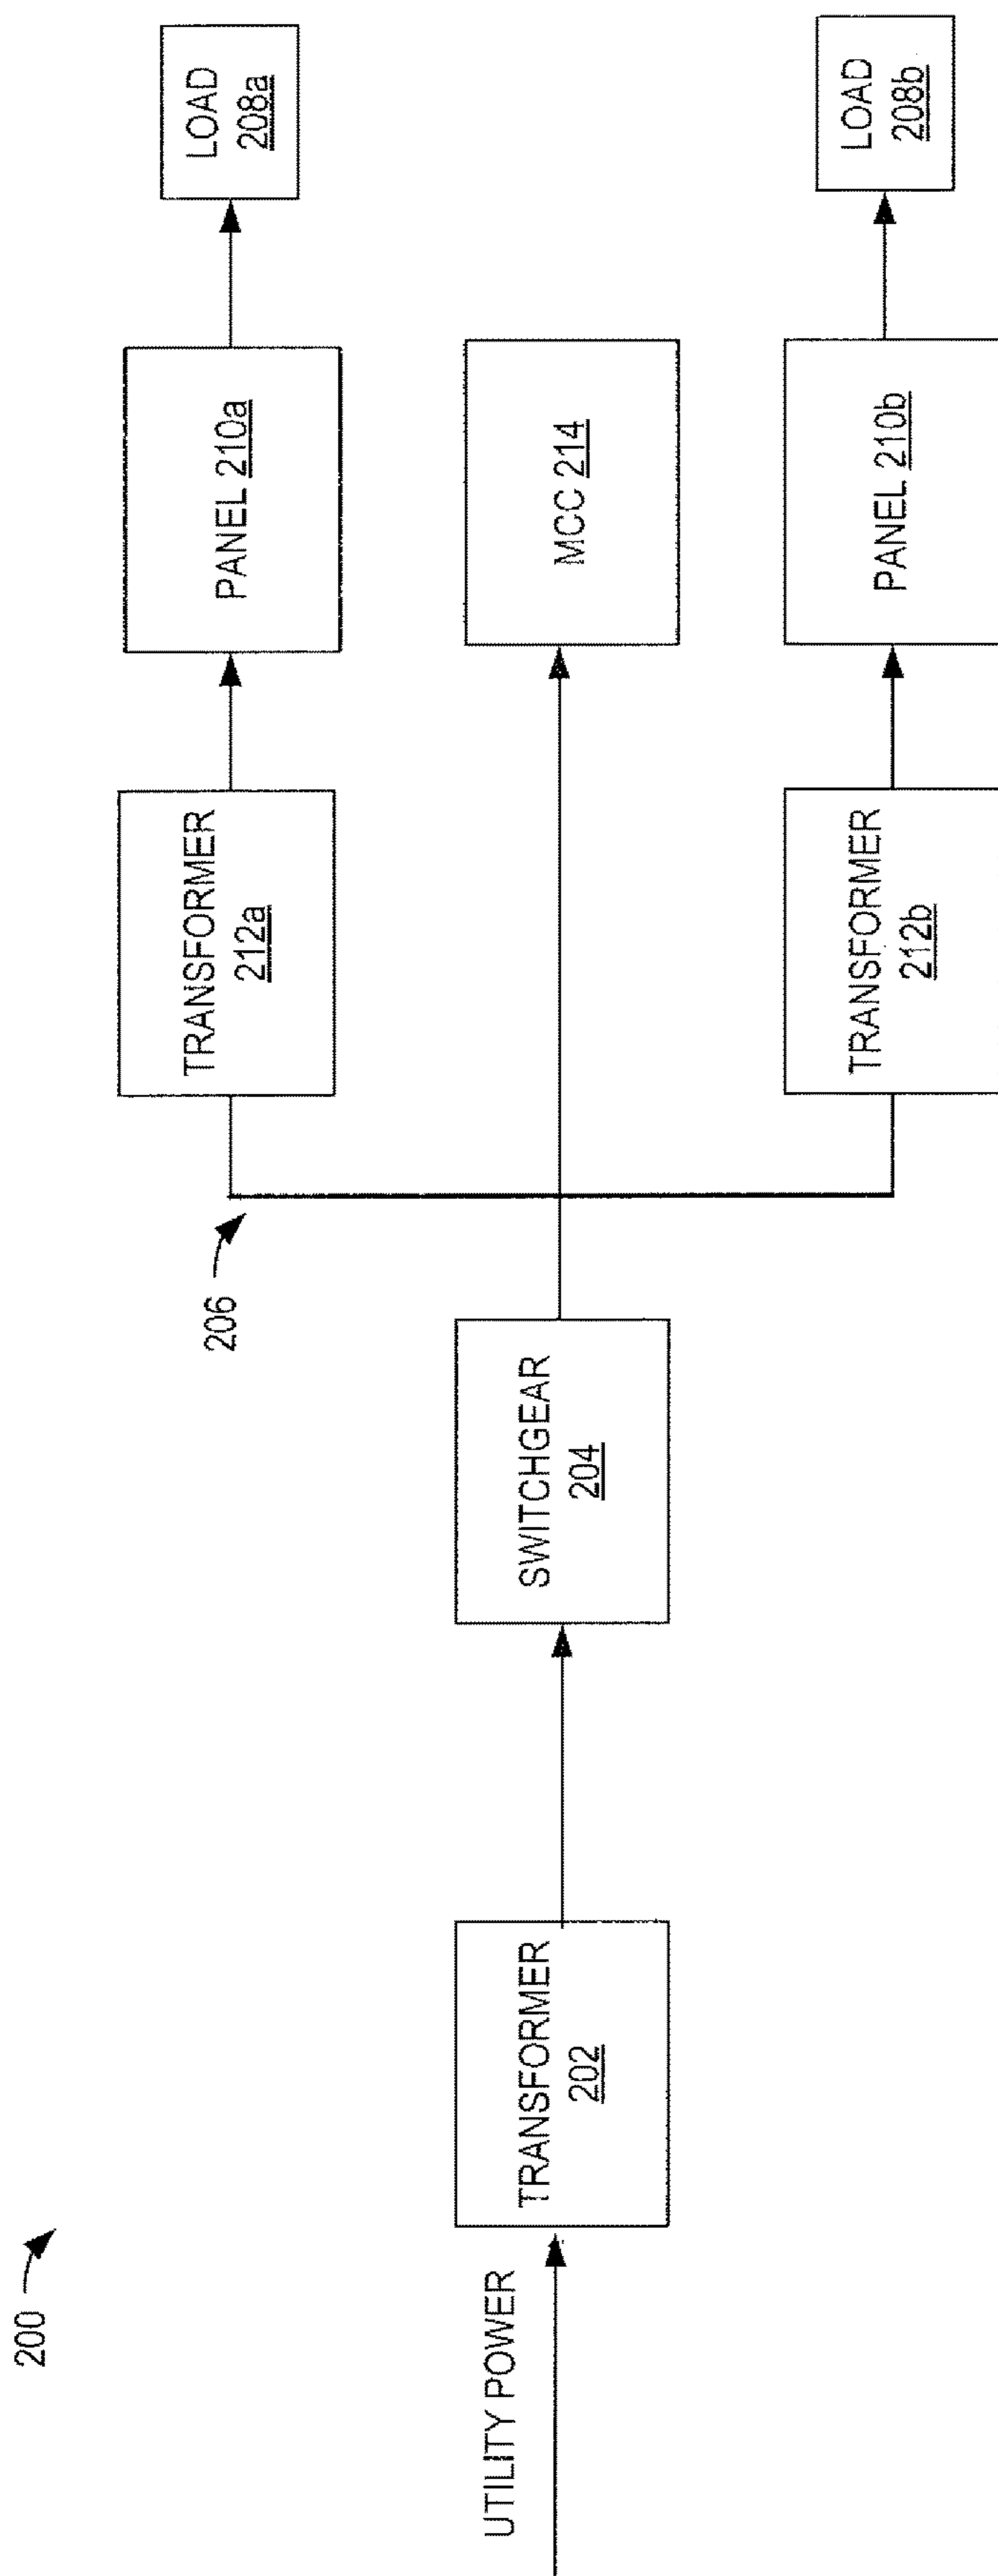 200
UTILITY POWER
TRANSFORMER
202
SWITCHGEAR
204
206
TRANSFORMER
212a
PANEL 210a
LOAD
208a
MCC 214
TRANSFORMER
212b
PANEL 210b
LOAD
208b